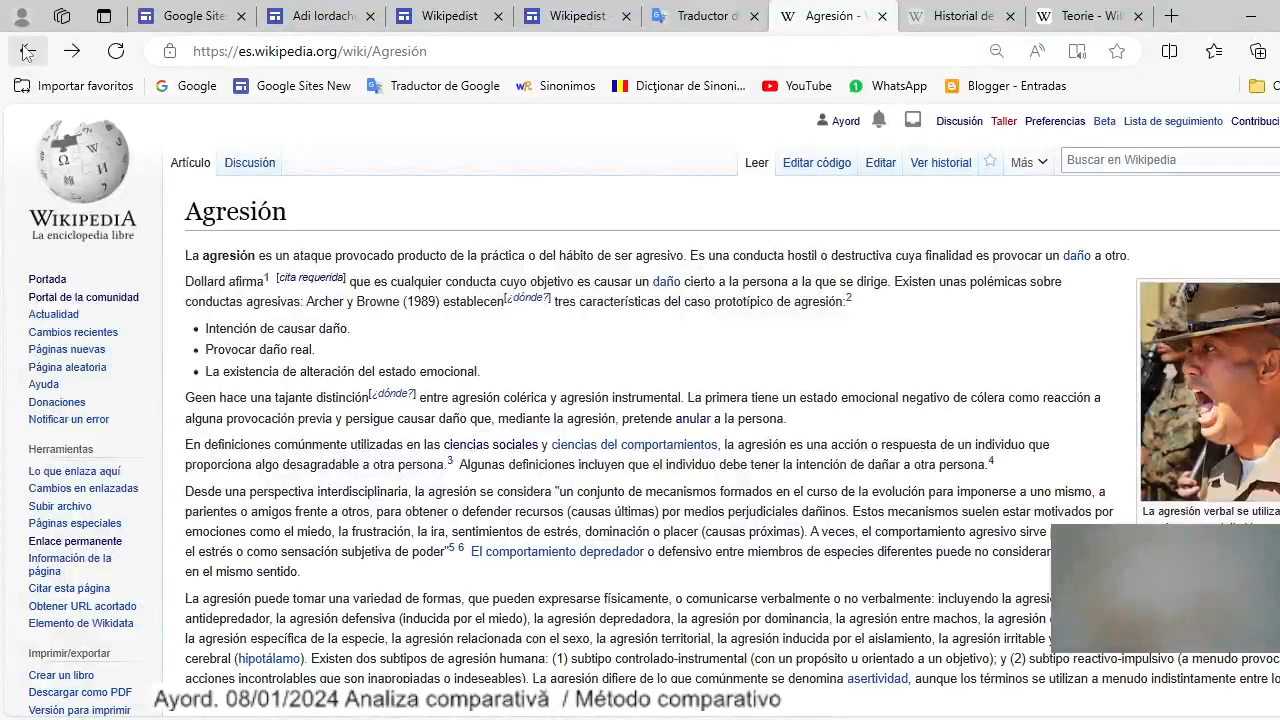 Google Site
Adi Iordach
Wikipedist
Wikipedist
Traductor d
Agresión -
Historial de
Teorie - Wik
https://es.wikipedia.org/wiki/Agresión
Importar favoritos
Google
Google Sites New
Traductor de Google
Sinonimos
Dicționar de Sinoni...
YouTube
WhatsApp
Blogger - Entradas
Ayord
Discusión Taller Preferencias Beta Lista de seguimiento Contribuci
WIKIPEDIA
La enciclopedia libre
Artículo Discusión
Leer Editar código Editar Ver historial Más
Buscar en Wikipedia
Agresión
La agresión es un ataque provocado producto de la práctica o del hábito de ser agresivo. Es una conducta hostil o destructiva cuya finalidad es provocar un daño a otro.
Dollard afirma1 [cita requerida] que es cualquier conducta cuyo objetivo es causar un daño cierto a la persona a la que se dirige. Existen unas polémicas sobre
conductas agresivas: Archer y Browne (1989) establecen[¿dónde?] tres características del caso prototípico de agresión:2
• Intención de causar daño.
• Provocar daño real.
• La existencia de alteración del estado emocional.
Geen hace una tajante distinción[¿dónde?] entre agresión colérica y agresión instrumental. La primera tiene un estado emocional negativo de cólera como reacción a
alguna provocación previa y persigue causar daño que, mediante la agresión, pretende anular a la persona.
En definiciones comúnmente utilizadas en las ciencias sociales y ciencias del comportamientos, la agresión es una acción o respuesta de un individuo que
proporciona algo desagradable a otra persona.3 Algunas definiciones incluyen que el individuo debe tener la intención de dañar a otra persona.4
Desde una perspectiva interdisciplinaria, la agresión se considera "un conjunto de mecanismos formados en el curso de la evolución para imponerse a uno mismo, a
parientes o amigos frente a otros, para obtener o defender recursos (causas últimas) por medios perjudiciales dañinos. Estos mecanismos suelen estar motivados por
emociones como el miedo, la frustración, la ira, sentimientos de estrés, dominación o placer (causas próximas). A veces, el comportamiento agresivo sirve
el estrés o como sensación subjetiva de poder"5 6 El comportamiento depredador o defensivo entre miembros de especies diferentes puede no considerar
en el mismo sentido.
La agresión puede tomar una variedad de formas, que pueden expresarse físicamente, o comunicarse verbalmente o no verbalmente: incluyendo la agresi
antidepredador, la agresión defensiva (inducida por el miedo), la agresión depredadora, la agresión por dominancia, la agresión entre machos, la agresión
la agresión específica de la especie, la agresión relacionada con el sexo, la agresión territorial, la agresión inducida por el aislamiento, la agresión irritable y
cerebral (hipotálamo). Existen dos subtipos de agresión humana: (1) subtipo controlado-instrumental (con un propósito u orientado a un objetivo); y (2) subtipo reactivo-impulsivo (a menudo provoc
acciones incontrolables que son inapropiadas o indeseables). La agresión difiere de lo que comúnmente se denomina asertividad, aunque los términos se utilizan a menudo indistintamente entre lo
La agresión verbal se utiliza
Portada
Portal de la comunidad
Actualidad
Cambios recientes
Páginas nuevas
Página aleatoria
Ayuda
Donaciones
Notificar un error
Herramientas
Lo que enlaza aquí
Cambios en enlazadas
Subir archivo
Páginas especiales
Enlace permanente
Información de la
página
Citar esta página
Obtener URL acortado
Elemento de Wikidata
Imprimir/exportar
Crear un libro
Descargar como PDF
Versión para imprimir
Ayord. 08/01/2024 Analiza comparativă / Método comparativo